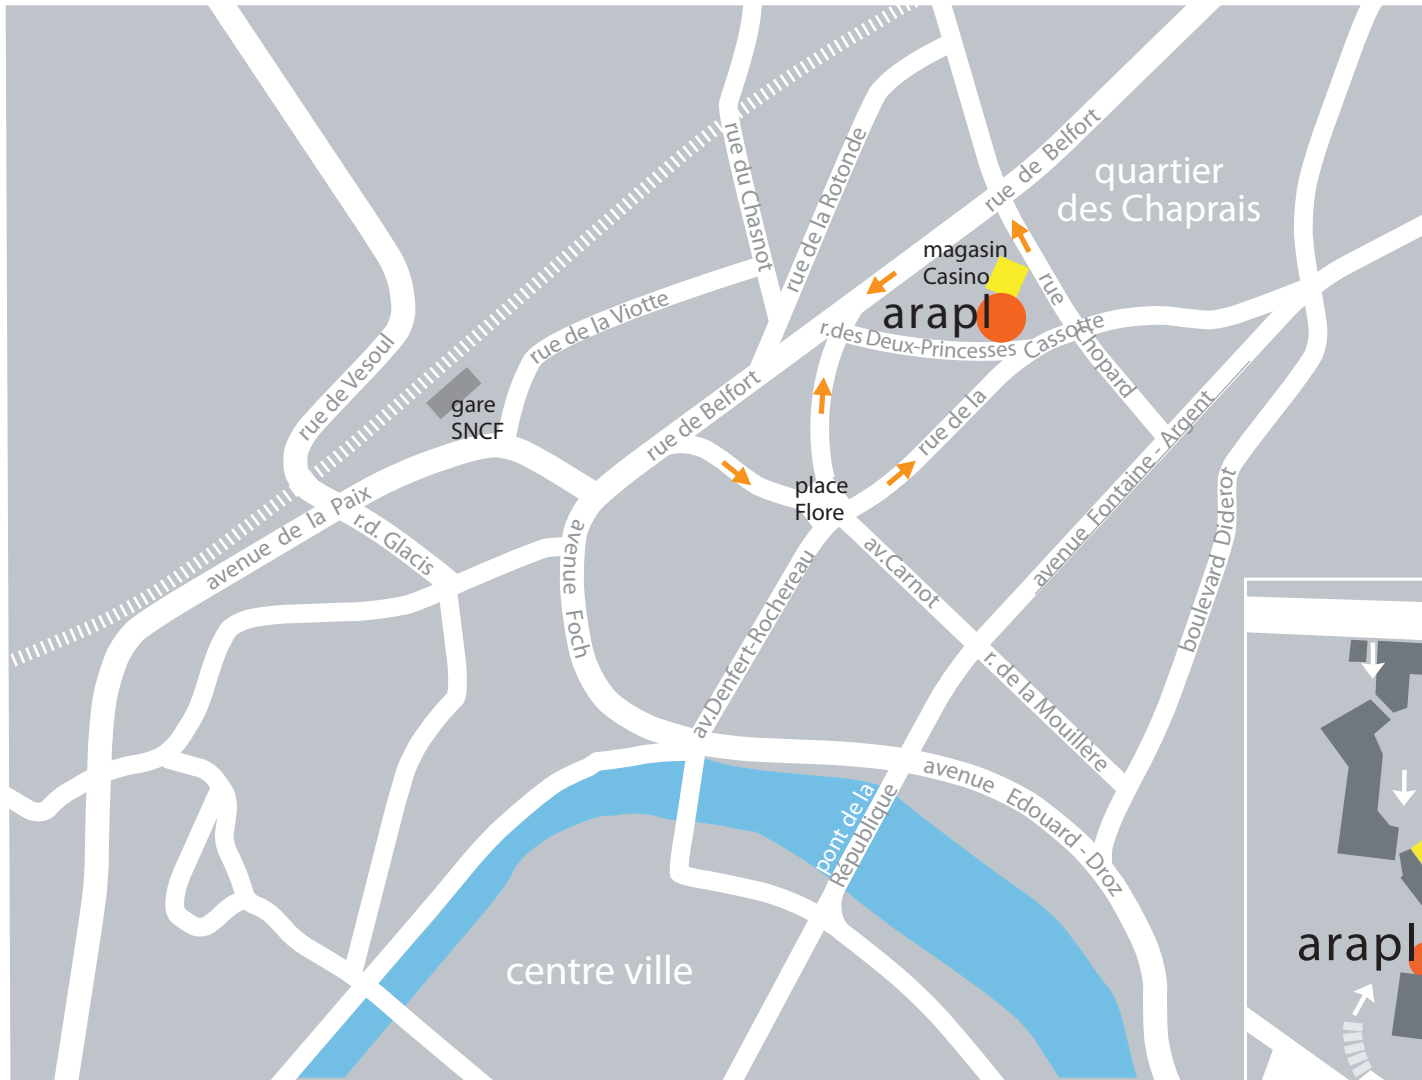 rue du Chasnot
rue de la Rotonde
rue de Belfort
quartier
des Chaprais
magasin
Casino
arapl
rue
Chopard
r.des Deux-Princesses
rue de la
Cassotte
rue de la Viotte
rue de Vesoul
gare
SNCF
rue de Belfort
place
Flore
avenue de la Paix
r.d. Glacis
avenue Foch
av.Denfert-Rochereau
av.Carnot
avenue Fontaine - Argent
boulevard Diderot
r. de la Mouillère
avenue Edouard - Droz
pont de la
République
centre ville
arapl